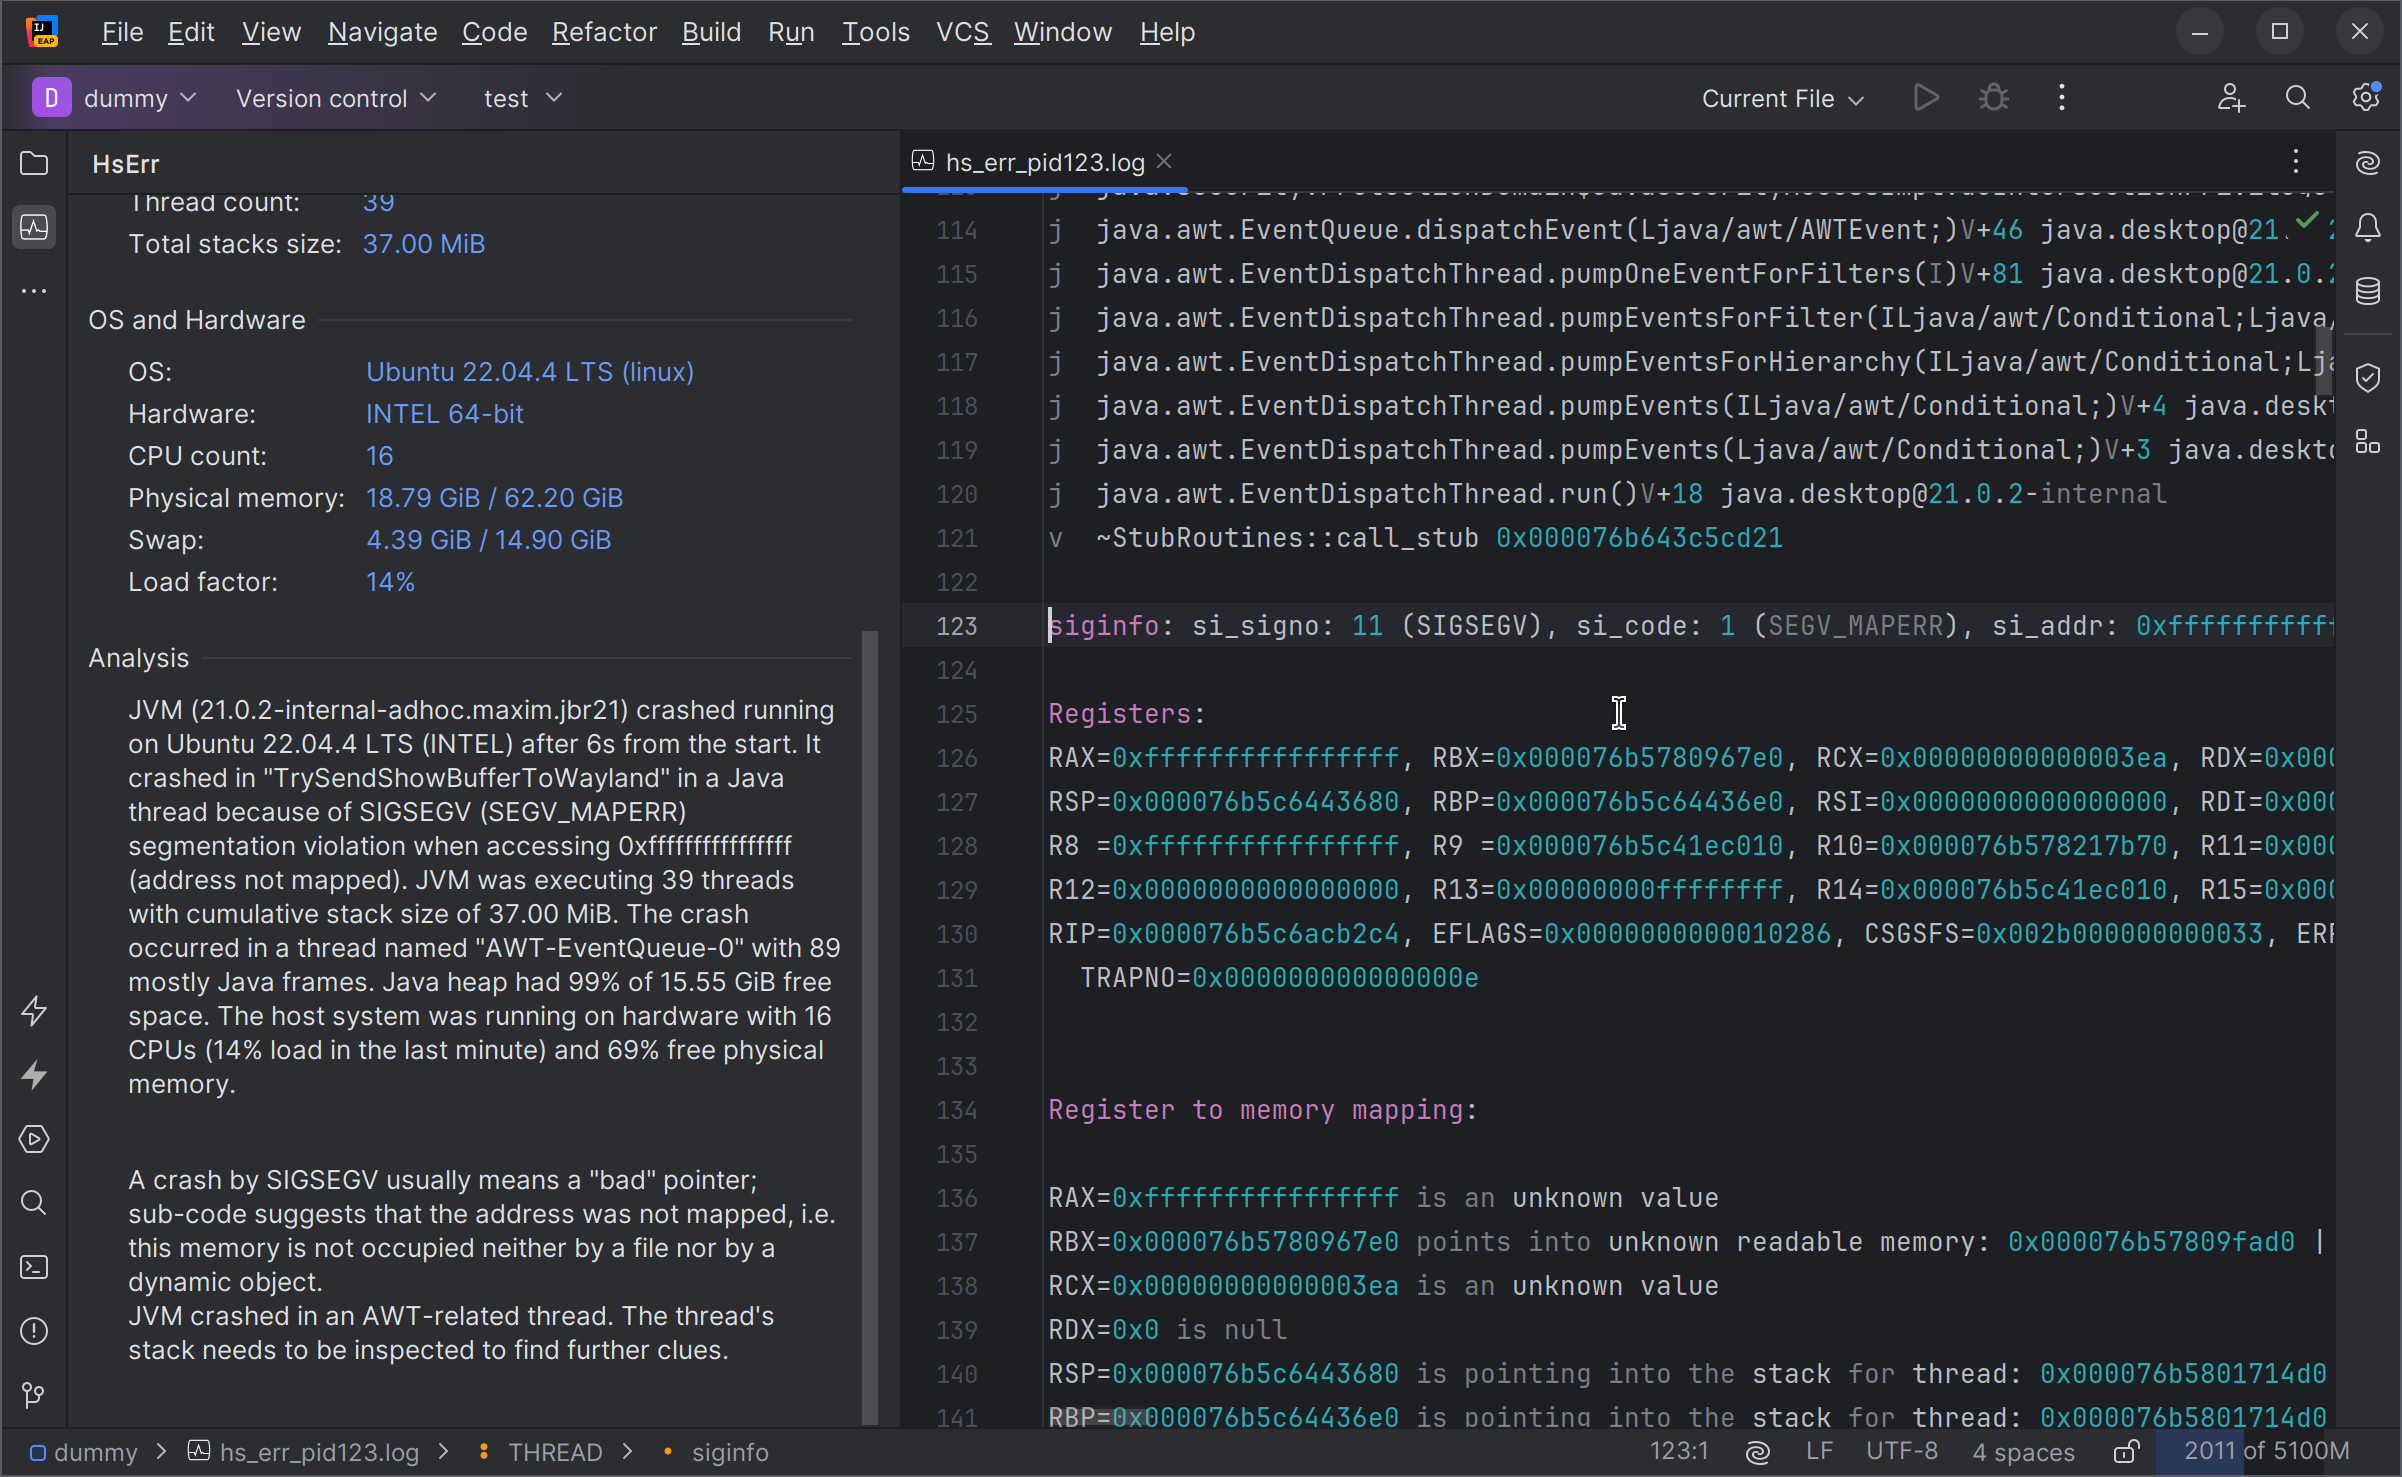 IJ
EAP
File Edit View Navigate Code Refactor Build Run Tools VCS Window Help
D dummy Version control test Current File
HsErr
Thread count: 39
Total stacks size: 37.00 MiB
OS and Hardware
OS: Ubuntu 22.04.4 LTS (linux)
Hardware: INTEL 64-bit
CPU count: 16
Physical memory: 18.79 GiB / 62.20 GiB
Swap: 4.39 GiB / 14.90 GiB
Load factor: 14%
Analysis
JVM (21.0.2-internal-adhoc.maxim.jbr21) crashed running
on Ubuntu 22.04.4 LTS (INTEL) after 6s from the start. It
crashed in "TrySendShowBufferToWayland" in a Java
thread because of SIGSEGV (SEGV_MAPERR)
segmentation violation when accessing 0xffffffffffffffff
(address not mapped). JVM was executing 39 threads
with cumulative stack size of 37.00 MiB. The crash
occurred in a thread named "AWT-EventQueue-0" with 89
mostly Java frames. Java heap had 99% of 15.55 GiB free
space. The host system was running on hardware with 16
CPUs (14% load in the last minute) and 69% free physical
memory.
A crash by SIGSEGV usually means a "bad" pointer;
sub-code suggests that the address was not mapped, i.e.
this memory is not occupied neither by a file nor by a
dynamic object.
JVM crashed in an AWT-related thread. The thread's
stack needs to be inspected to find further clues.
hs_err_pid123.log
114 j java.awt.EventQueue.dispatchEvent(Ljava/awt/AWTEvent;)V+46 java.desktop@21.
115 j java.awt.EventDispatchThread.pumpOneEventForFilters(I)V+81 java.desktop@21.0.2
116 j java.awt.EventDispatchThread.pumpEventsForFilter(ILjava/awt/Conditional;Ljava/
117 j java.awt.EventDispatchThread.pumpEventsForHierarchy(ILjava/awt/Conditional;Lja
118 j java.awt.EventDispatchThread.pumpEvents(ILjava/awt/Conditional;)V+4 java.deskt
119 j java.awt.EventDispatchThread.pumpEvents(Ljava/awt/Conditional;)V+3 java.deskto
120 j java.awt.EventDispatchThread.run()V+18 java.desktop@21.0.2-internal
121 v ~StubRoutines::call_stub 0x000076b643c5cd21
122
123 siginfo: si_signo: 11 (SIGSEGV), si_code: 1 (SEGV_MAPERR), si_addr: 0xfffffffffff
124
125 Registers:
126 RAX=0xffffffffffffffff, RBX=0x000076b5780967e0, RCX=0x00000000000003ea, RDX=0x000
127 RSP=0x000076b5c6443680, RBP=0x000076b5c64436e0, RSI=0x0000000000000000, RDI=0x000
128 R8 =0xffffffffffffffff, R9 =0x000076b5c41ec010, R10=0x000076b578217b70, R11=0x000
129 R12=0x0000000000000000, R13=0x00000000ffffffff, R14=0x000076b5c41ec010, R15=0x000
130 RIP=0x000076b5c6acb2c4, EFLAGS=0x0000000000010286, CSGSFS=0x002b000000000033, ERR
131 TRAPNO=0x000000000000000e
132
133
134 Register to memory mapping:
135
136 RAX=0xffffffffffffffff is an unknown value
137 RBX=0x000076b5780967e0 points into unknown readable memory: 0x000076b57809fad0 |
138 RCX=0x00000000000003ea is an unknown value
139 RDX=0x0 is null
140 RSP=0x000076b5c6443680 is pointing into the stack for thread: 0x000076b5801714d0
141 RBP=0x000076b5c64436e0 is pointing into the stack for thread: 0x000076b5801714d0
dummy hs_err_pid123.log THREAD siginfo 123:1 LF UTF-8 4 spaces 2011 of 5100M